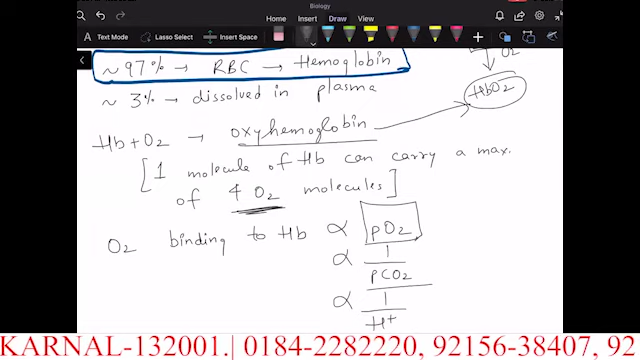 Biology
Home Insert Draw View
Text Mode Lasso Select Insert Space
~ 97% → RBC → Hemoglobin
O2
~ 3% → dissolved in plasma
HbO2
Hb + O2 → oxyhemoglobin
[1 molecule of Hb can carry a max.
of 4 O2 molecules]
O2 binding to Hb ∝ pO2
∝ 1/pCO2
∝ 1/H+
KARNAL-132001.| 0184-2282220, 92156-38407, 92